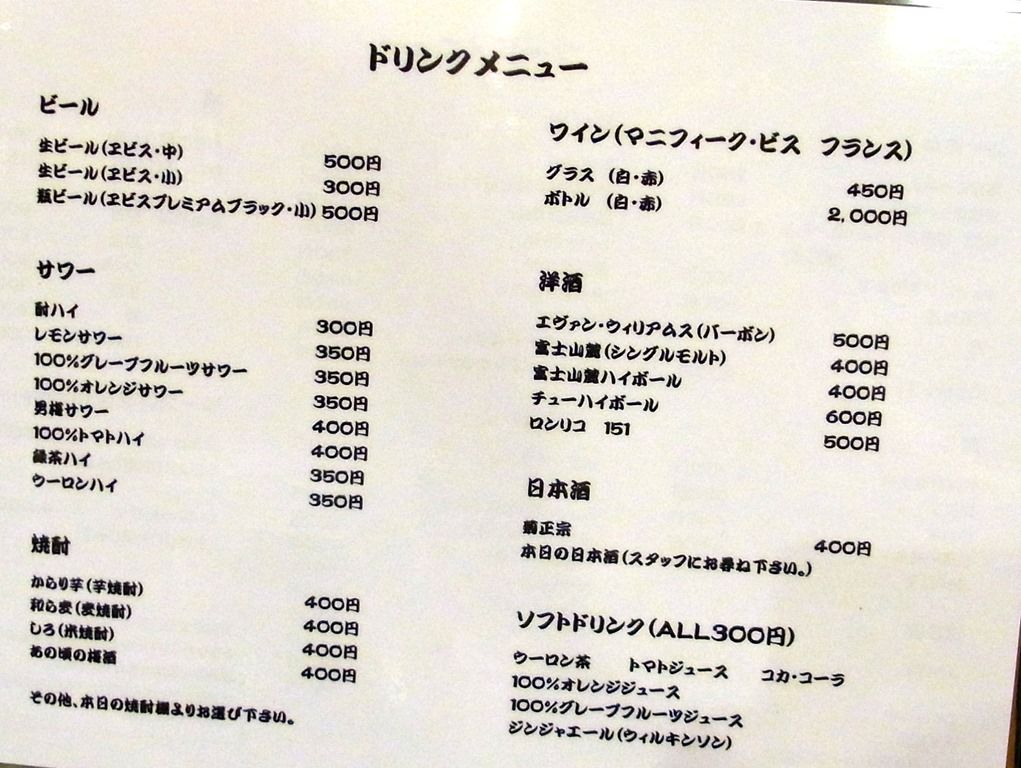 ドリンクメニュー
ビール
生ビール(ヱビス・中) 500円
生ビール(ヱビス・小) 300円
瓶ビール(ヱビスプレミアムブラック・小) 500円
サワー
酎ハイ 300円
レモンサワー 350円
100%グレープフルーツサワー 350円
100%オレンジサワー 350円
男梅サワー 400円
100%トマトハイ 400円
緑茶ハイ 350円
ウーロンハイ 350円
焼酎
からり芋(芋焼酎) 400円
和ら麦(麦焼酎) 400円
しろ(米焼酎) 400円
あの頃の梅酒 400円
その他、本日の焼酎棚よりお選び下さい。
ワイン(マニフィーク・ビス フランス)
グラス (白・赤) 450円
ボトル (白・赤) 2,000円
洋酒
エヴァン・ウィリアムス(バーボン) 500円
富士山麓(シングルモルト) 400円
富士山麓ハイボール 400円
チューハイボール 600円
ロンリコ 151 500円
日本酒
菊正宗 400円
本日の日本酒(スタッフにお尋ね下さい。)
ソフトドリンク(ALL300円)
ウーロン茶 トマトジュース コカ・コーラ
100%オレンジジュース
100%グレープフルーツジュース
ジンジャエール(ウィルキンソン)